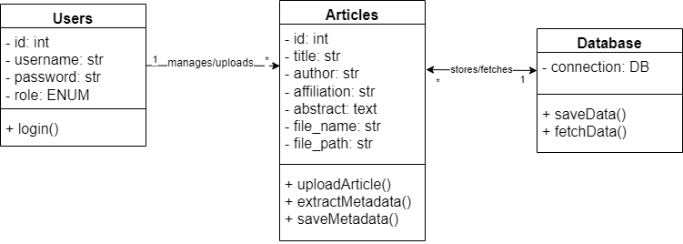 Users
- id: int
- username: str
- password: str
- role: ENUM
+ login()
1 manages/uploads *
Articles
- id: int
- title: str
- author: str
- affiliation: str
- abstract: text
- file_name: str
- file_path: str
+ uploadArticle()
+ extractMetadata()
+ saveMetadata()
stores/fetches
* 1
Database
- connection: DB
+ saveData()
+ fetchData()